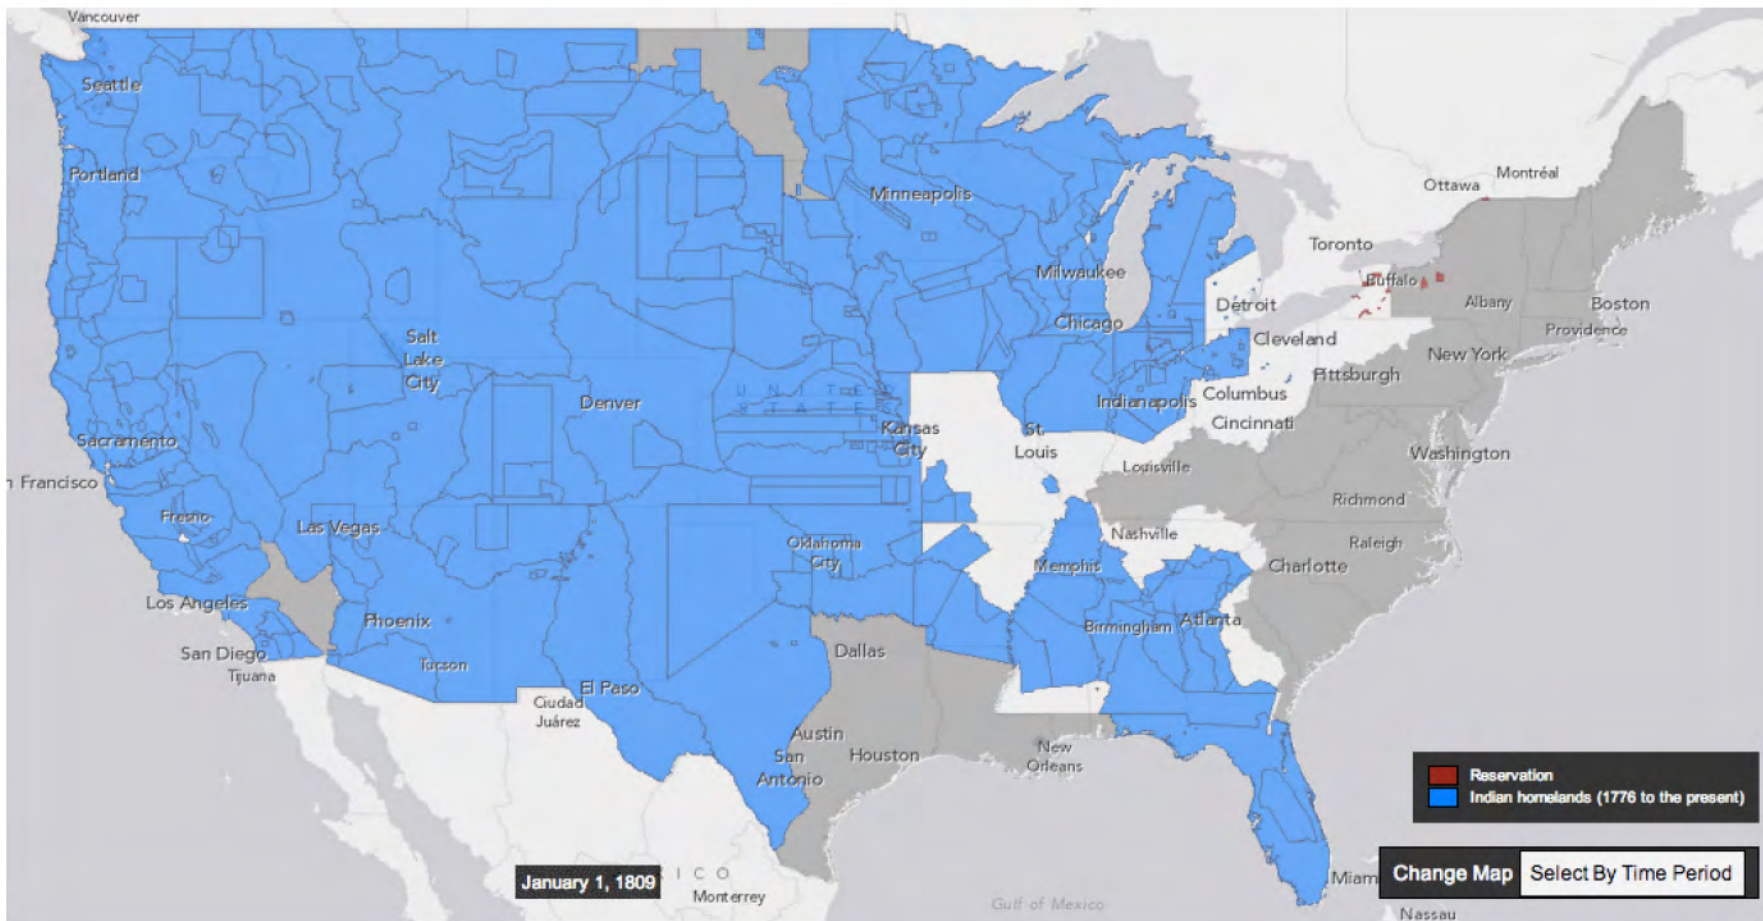 Vancouver
Seattle
Portland
Minneapolis
Ottawa
Montréal
Toronto
Milwaukee
Buffalo
Detroit
Albany
Boston
Providence
Chicago
Cleveland
New York
Salt
Lake
City
Pittsburgh
Denver
UNITED
STATES
Indianapolis
Columbus
Cincinnati
Sacramento
Kansas
City
St.
Louis
Louisville
Washington
n Francisco
Richmond
Fresno
Las Vegas
Nashville
Raleigh
Oklahoma
City
Memphis
Charlotte
Los Angeles
Phoenix
Birmingham
Atlanta
San Diego
Tijuana
Tucson
Dallas
El Paso
Ciudad
Juárez
Austin
Houston
San
Antonio
New
Orleans
Reservation
Indian homelands (1776 to the present)
January 1, 1809
XICO
Monterrey
Gulf of Mexico
Miam
Change Map
Select By Time Period
Nassau